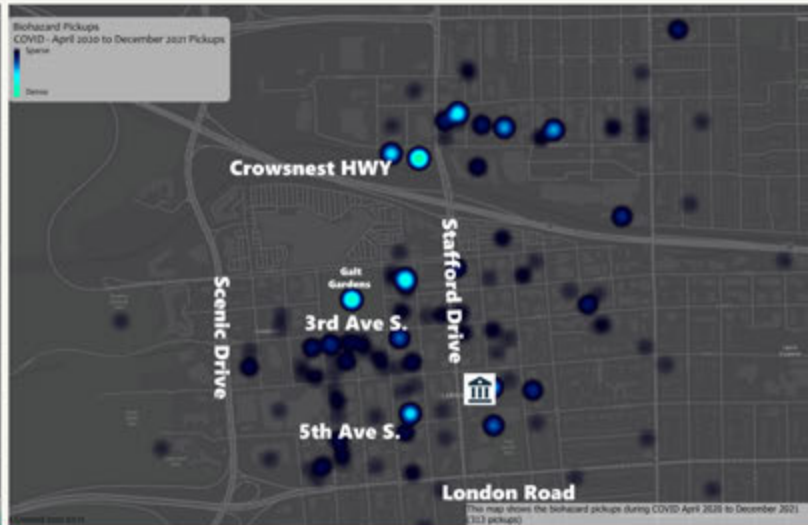 Biohazard Pickups
COVID - April 2020 to December 2021 Pickups
Sparse
Dense
Crowsnest HWY
Stafford Drive
Scenic Drive
Galt
Gardens
3rd Ave S.
5th Ave S.
London Road
This map shows the biohazard pickups during COVID April 2020 to December 2021
(313 pickups)